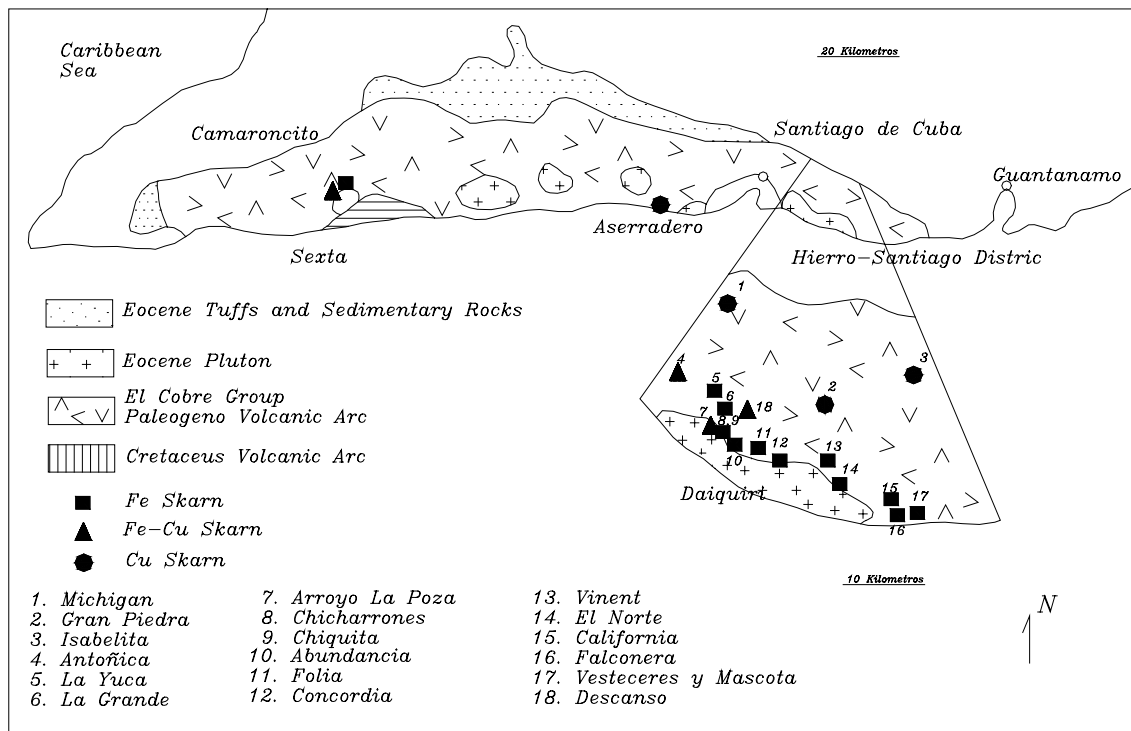 Caribbean
Sea
20 Kilometros
Camaroncito
Santiago de Cuba
Guantanamo
Aserradero
Sexta
Hierro-Santiago Distric
Eocene Tuffs and Sedimentary Rocks
Eocene Pluton
El Cobre Group
Paleogeno Volcanic Arc
Cretaceus Volcanic Arc
Fe Skarn
Fe-Cu Skarn
Cu Skarn
1
3
4
5
2
6
18
7
8 9
11
10
12
13
14
15
17
16
Daiquirí
10 Kilometros
N
1. Michigan
2. Gran Piedra
3. Isabelita
4. Antoñica
5. La Yuca
6. La Grande
7. Arroyo La Poza
8. Chicharrones
9. Chiquita
10. Abundancia
11. Folia
12. Concordia
13. Vinent
14. El Norte
15. California
16. Falconera
17. Vesteceres y Mascota
18. Descanso